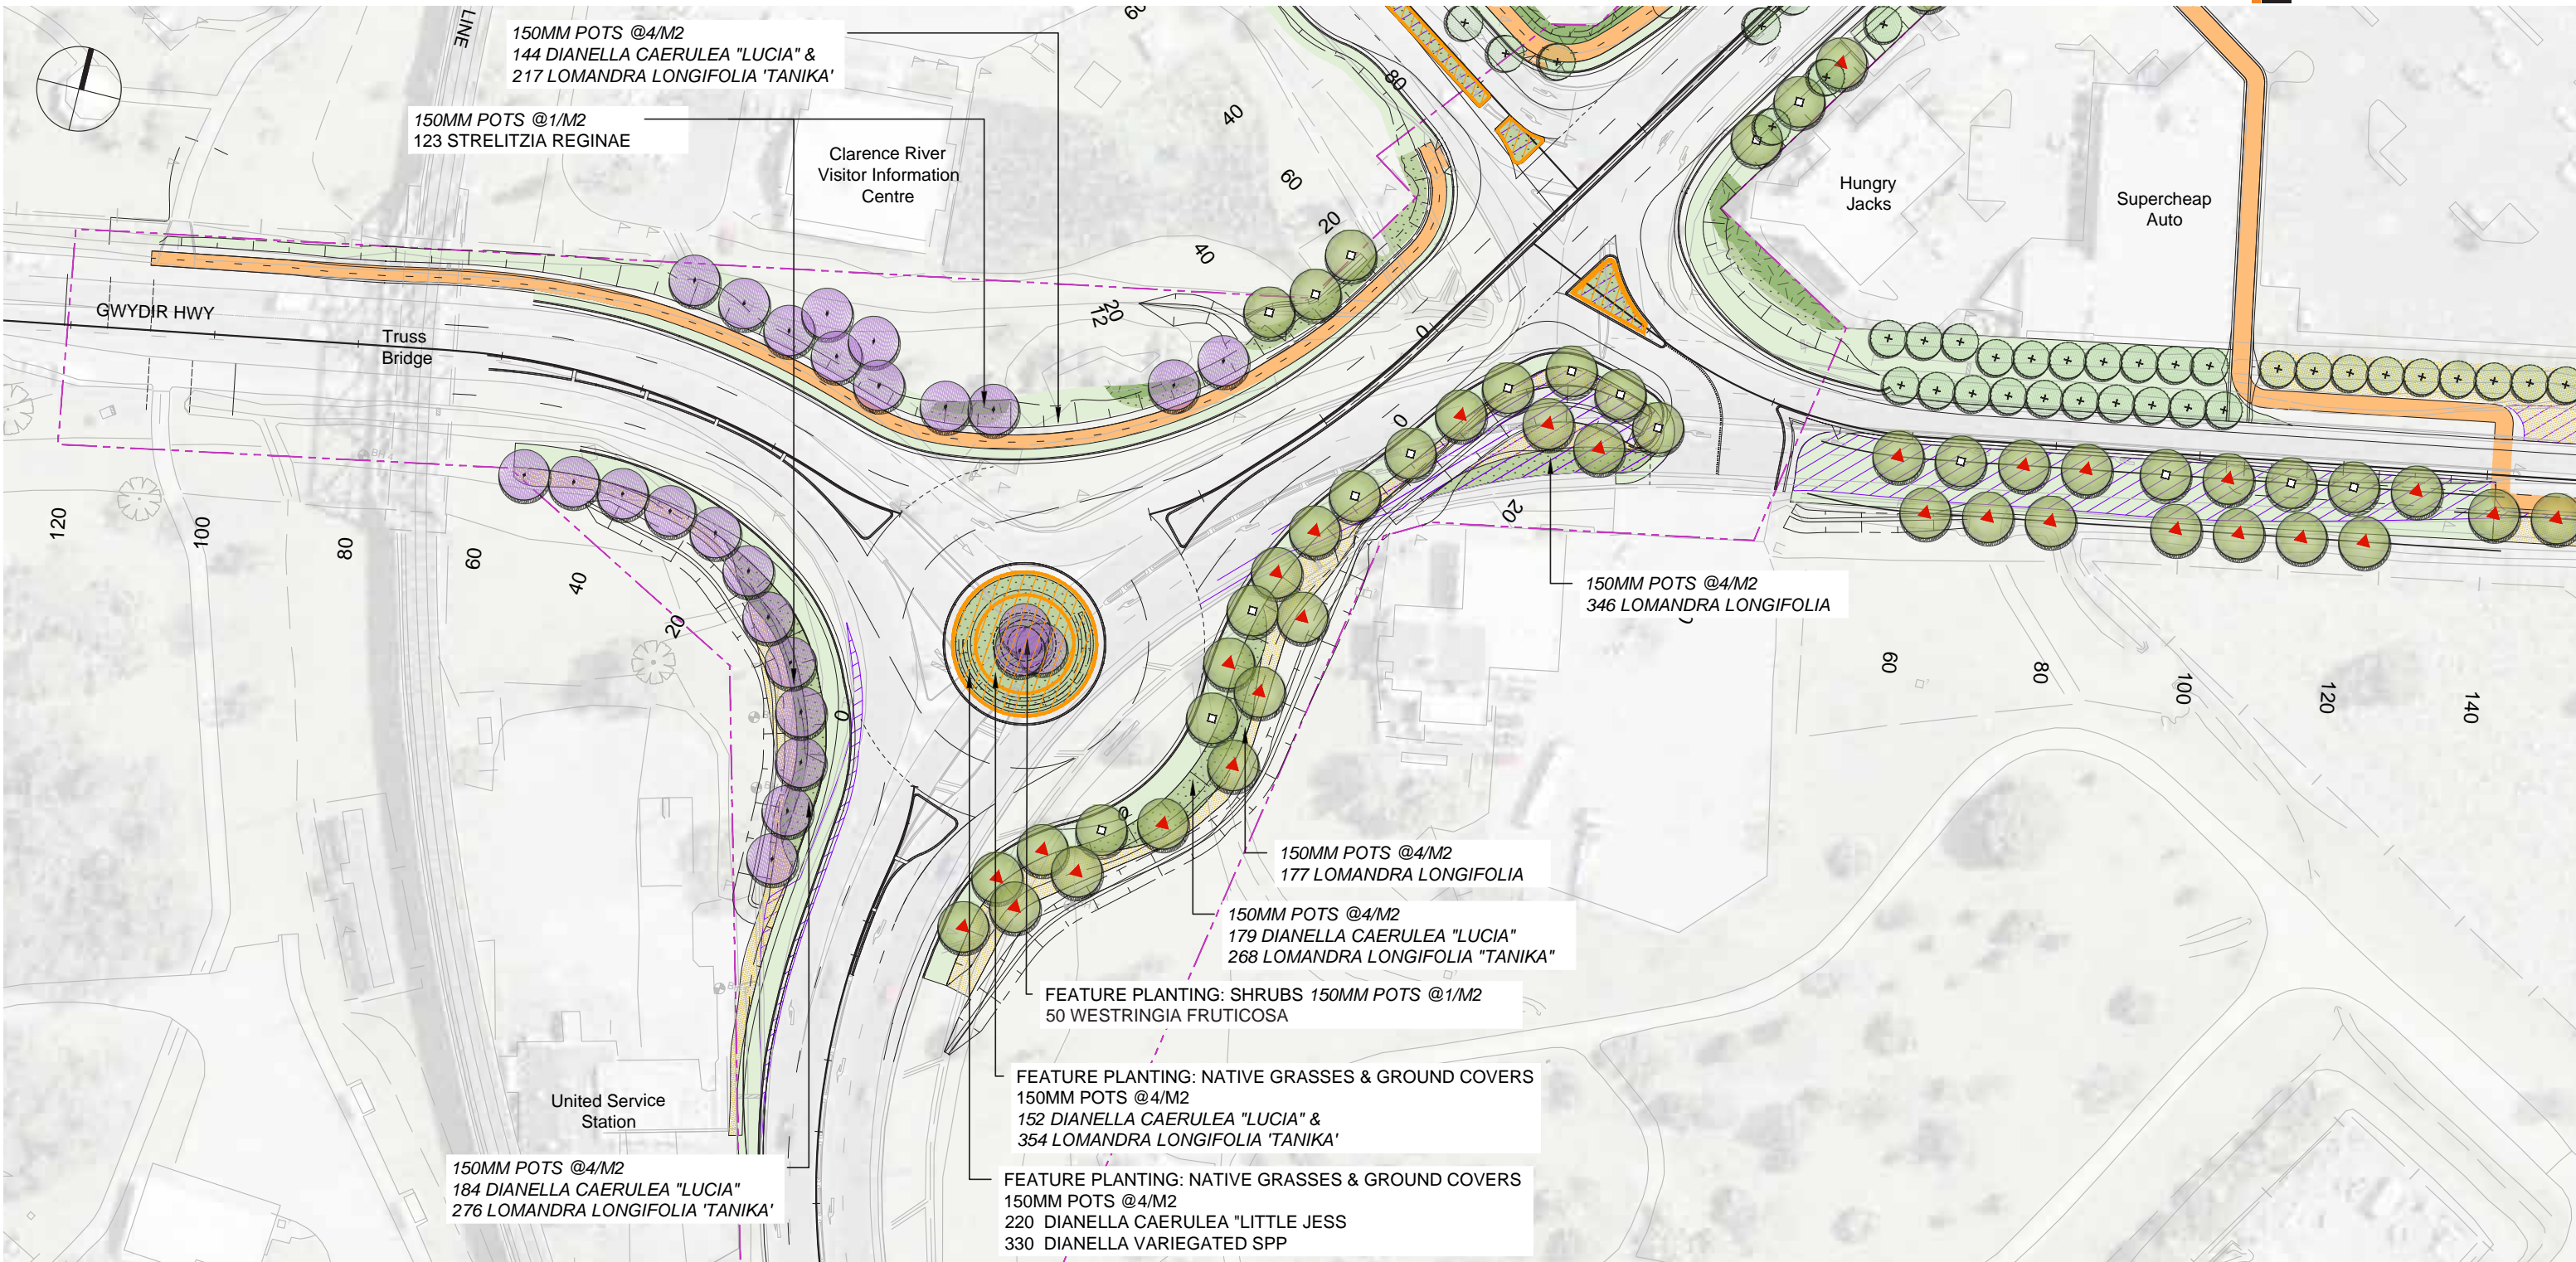 LINE
150MM POTS @4/M2
144 DIANELLA CAERULEA "LUCIA" &
217 LOMANDRA LONGIFOLIA 'TANIKA'
150MM POTS @1/M2
123 STRELITZIA REGINAE
Clarence River
Visitor Information
Centre
60
80
40
60
20
40
20
72
0
Hungry
Jacks
Supercheap
Auto
GWYDIR HWY
Truss
Bridge
120
100
80
60
40
20
0
0
20
0
150MM POTS @4/M2
346 LOMANDRA LONGIFOLIA
60
80
100
120
140
150MM POTS @4/M2
177 LOMANDRA LONGIFOLIA
150MM POTS @4/M2
179 DIANELLA CAERULEA "LUCIA"
268 LOMANDRA LONGIFOLIA "TANIKA"
FEATURE PLANTING: SHRUBS 150MM POTS @1/M2
50 WESTRINGIA FRUTICOSA
FEATURE PLANTING: NATIVE GRASSES & GROUND COVERS
150MM POTS @4/M2
152 DIANELLA CAERULEA "LUCIA" &
354 LOMANDRA LONGIFOLIA 'TANIKA'
FEATURE PLANTING: NATIVE GRASSES & GROUND COVERS
150MM POTS @4/M2
220 DIANELLA CAERULEA "LITTLE JESS
330 DIANELLA VARIEGATED SPP
United Service
Station
150MM POTS @4/M2
184 DIANELLA CAERULEA "LUCIA"
276 LOMANDRA LONGIFOLIA 'TANIKA'